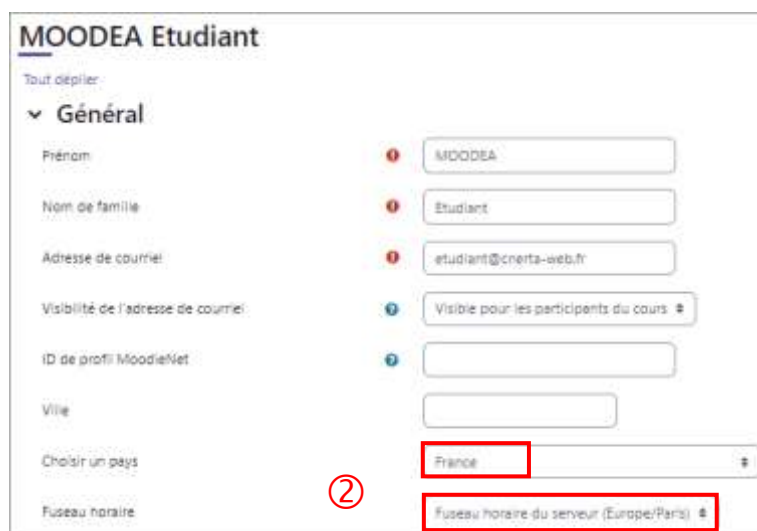 MOODEA Etudiant
Tout déplier
Général
Prénom MOODEA
Nom de famille Etudiant
Adresse de courriel etudiant@cnerta-web.fr
Visibilité de l'adresse de courriel Visible pour les participants du cours
ID de profil MoodleNet
Ville
Choisir un pays France
Fuseau horaire ② Fuseau horaire du serveur (Europe/Paris)